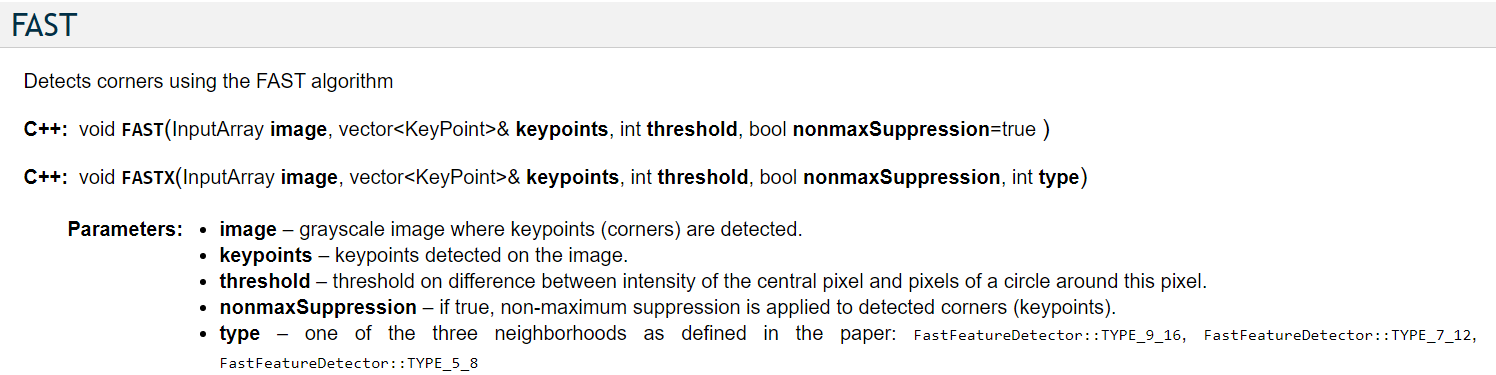 FAST
Detects corners using the FAST algorithm
C++: void FAST(InputArray image, vector<KeyPoint>& keypoints, int threshold, bool nonmaxSuppression=true )
C++: void FASTX(InputArray image, vector<KeyPoint>& keypoints, int threshold, bool nonmaxSuppression, int type)
Parameters: • image – grayscale image where keypoints (corners) are detected.
• keypoints – keypoints detected on the image.
• threshold – threshold on difference between intensity of the central pixel and pixels of a circle around this pixel.
• nonmaxSuppression – if true, non-maximum suppression is applied to detected corners (keypoints).
• type – one of the three neighborhoods as defined in the paper: FastFeatureDetector::TYPE_9_16, FastFeatureDetector::TYPE_7_12,
FastFeatureDetector::TYPE_5_8